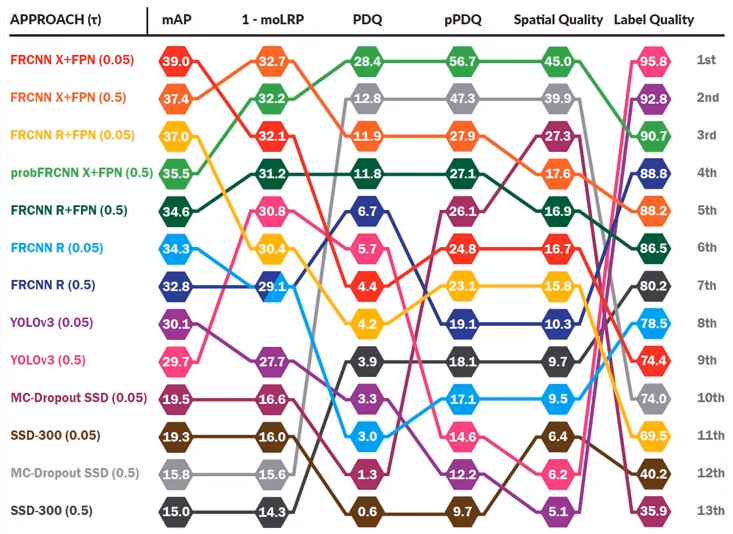 APPROACH (τ) mAP 1 - moLRP PDQ pPDQ Spatial Quality Label Quality
FRCNN X+FPN (0.05) 39.0 32.7 28.4 56.7 45.0 95.8 1st
FRCNN X+FPN (0.5) 37.4 32.2 12.8 47.3 39.9 92.8 2nd
FRCNN R+FPN (0.05) 37.0 32.1 11.9 27.9 27.3 90.7 3rd
probFRCNN X+FPN (0.5) 35.5 31.2 11.8 27.1 17.6 88.8 4th
FRCNN R+FPN (0.5) 34.6 30.8 6.7 26.1 16.9 88.2 5th
FRCNN R (0.05) 34.3 30.4 5.7 24.8 16.7 86.5 6th
FRCNN R (0.5) 32.8 29.1 4.4 23.1 15.8 80.2 7th
YOLOv3 (0.05) 30.1 4.2 19.1 10.3 78.5 8th
YOLOv3 (0.5) 29.7 27.7 3.9 18.1 9.7 74.4 9th
MC-Dropout SSD (0.05) 19.5 16.6 3.3 17.1 9.5 74.0 10th
SSD-300 (0.05) 19.3 16.0 3.0 14.6 6.4 69.5 11th
MC-Dropout SSD (0.5) 15.8 15.6 1.3 12.2 6.2 40.2 12th
SSD-300 (0.5) 15.0 14.3 0.6 9.7 5.1 35.9 13th